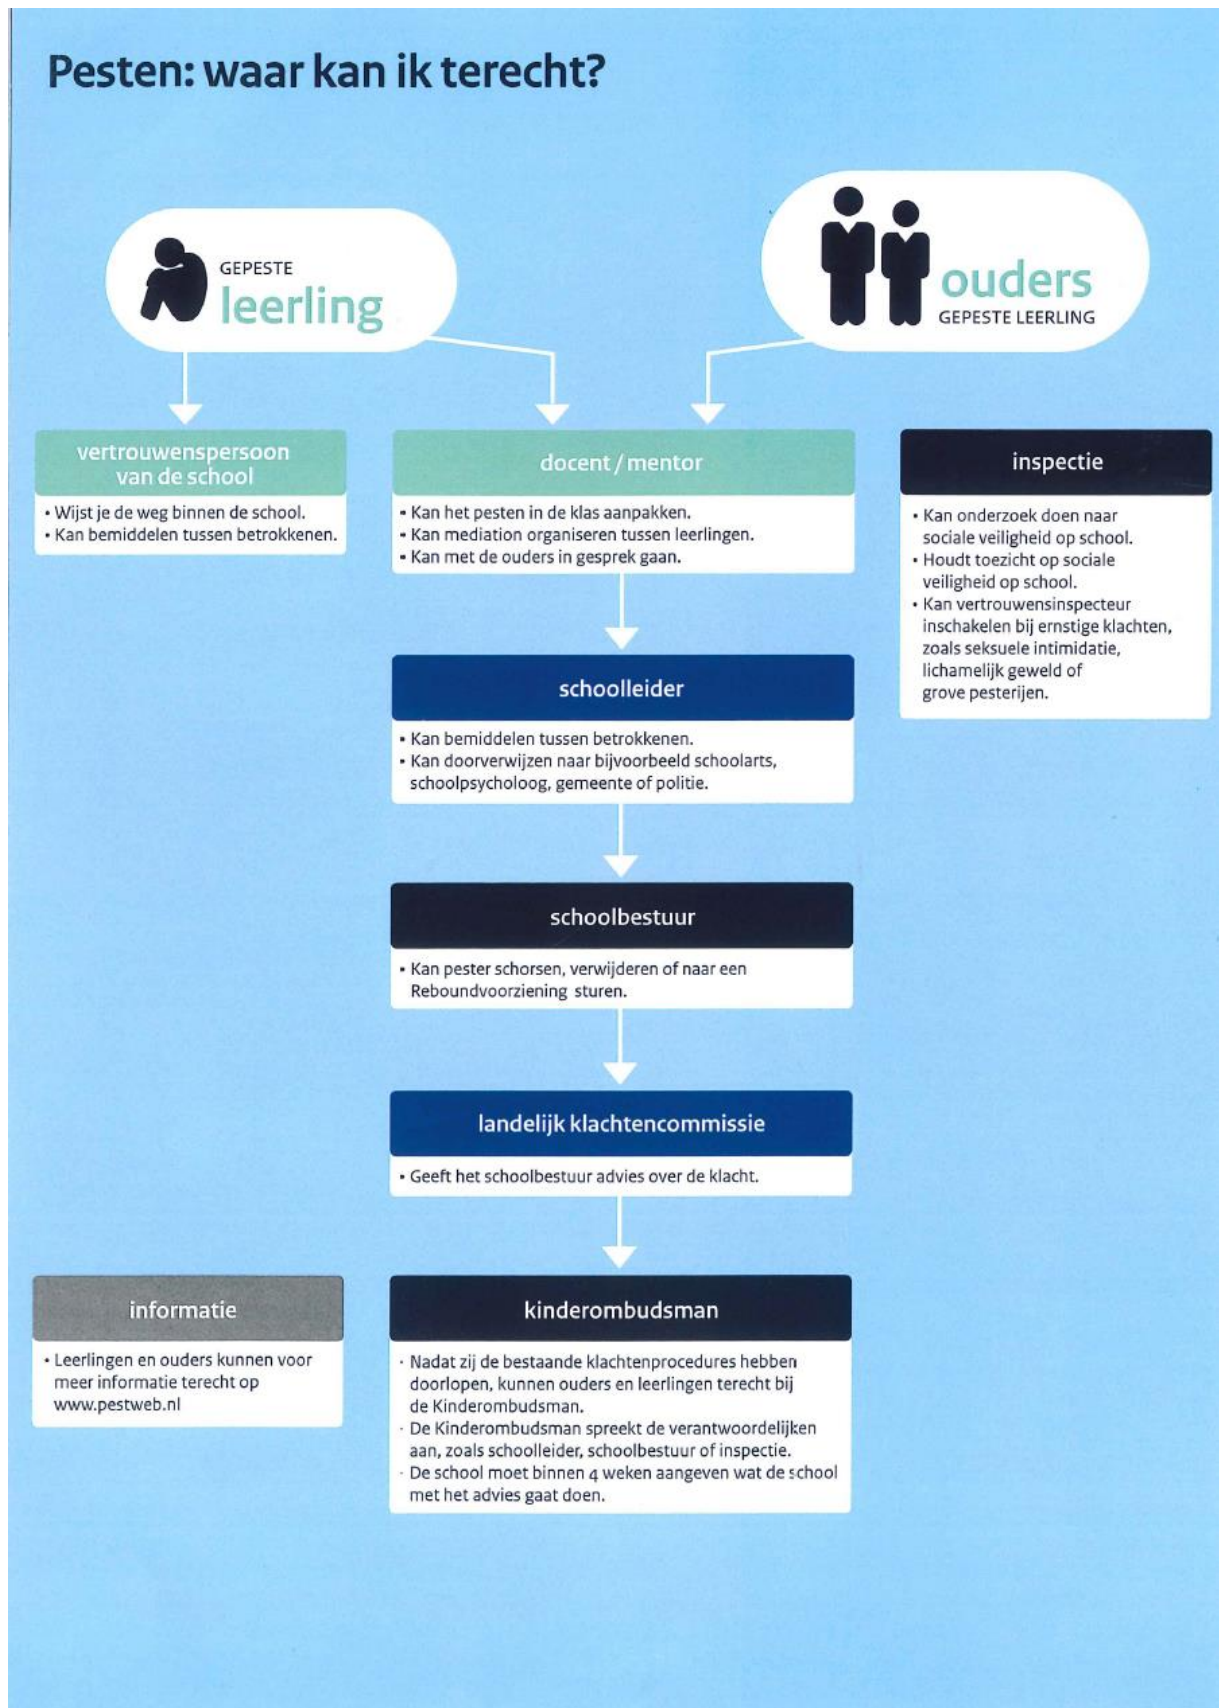 Pesten: waar kan ik terecht?
GEPESTE
leerling
ouders
GEPESTE LEERLING
vertrouwenspersoon
van de school
• Wijst je de weg binnen de school.
• Kan bemiddelen tussen betrokkenen.
docent / mentor
• Kan het pesten in de klas aanpakken.
• Kan mediation organiseren tussen leerlingen.
• Kan met de ouders in gesprek gaan.
inspectie
• Kan onderzoek doen naar
sociale veiligheid op school.
• Houdt toezicht op sociale
veiligheid op school.
• Kan vertrouwensinspecteur
inschakelen bij ernstige klachten,
zoals seksuele intimidatie,
lichamelijk geweld of
grove pesterijen.
schoolleider
• Kan bemiddelen tussen betrokkenen.
• Kan doorverwijzen naar bijvoorbeeld schoolarts,
schoolpsycholoog, gemeente of politie.
schoolbestuur
• Kan pester schorsen, verwijderen of naar een
Reboundvoorziening sturen.
landelijk klachtencommissie
• Geeft het schoolbestuur advies over de klacht.
informatie
• Leerlingen en ouders kunnen voor
meer informatie terecht op
www.pestweb.nl
kinderombudsman
· Nadat zij de bestaande klachtenprocedures hebben
doorlopen, kunnen ouders en leerlingen terecht bij
de Kinderombudsman.
· De Kinderombudsman spreekt de verantwoordelijken
aan, zoals schoolleider, schoolbestuur of inspectie.
· De school moet binnen 4 weken aangeven wat de school
met het advies gaat doen.